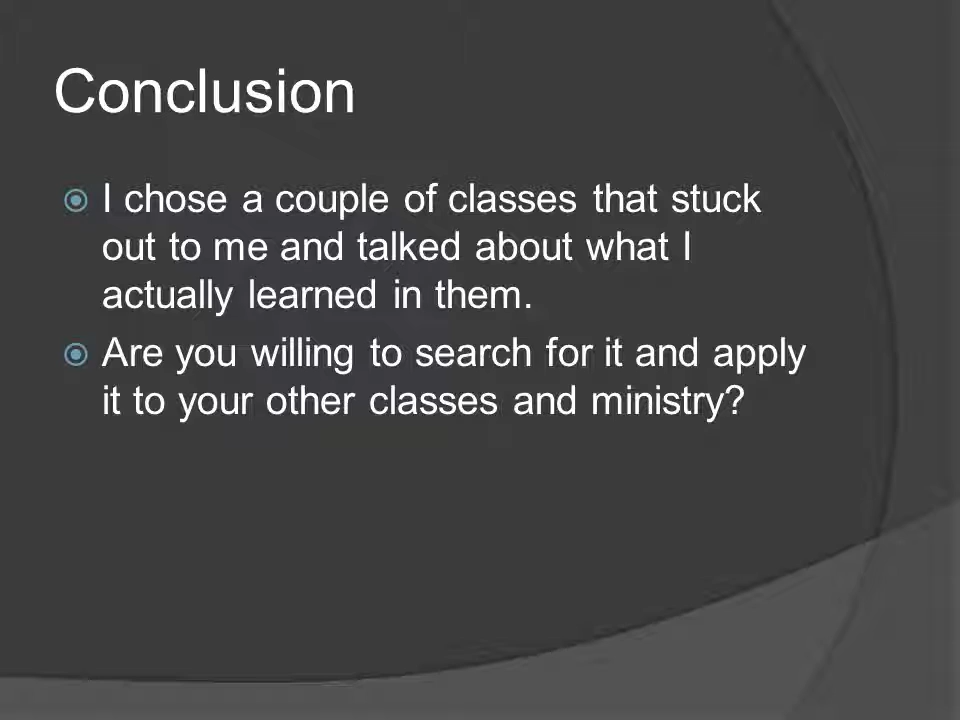 Conclusion
I chose a couple of classes that stuck
out to me and talked about what I
actually learned in them.
Are you willing to search for it and apply
it to your other classes and ministry?